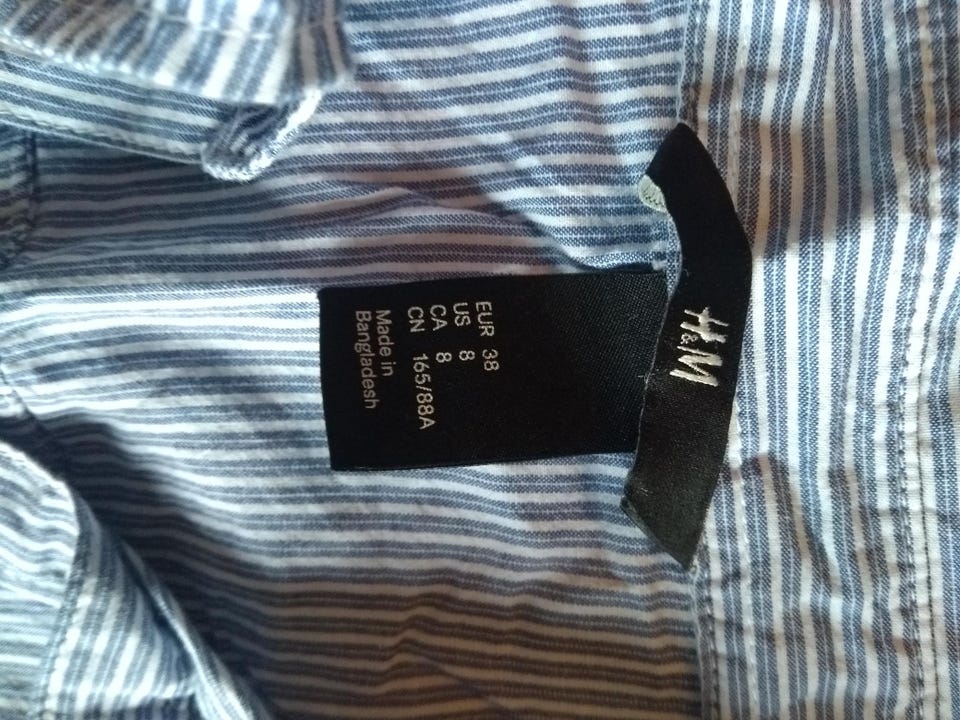 H&M
EUR 38
US 8
CA 8
CN 165/88A
Made in
Bangladesh